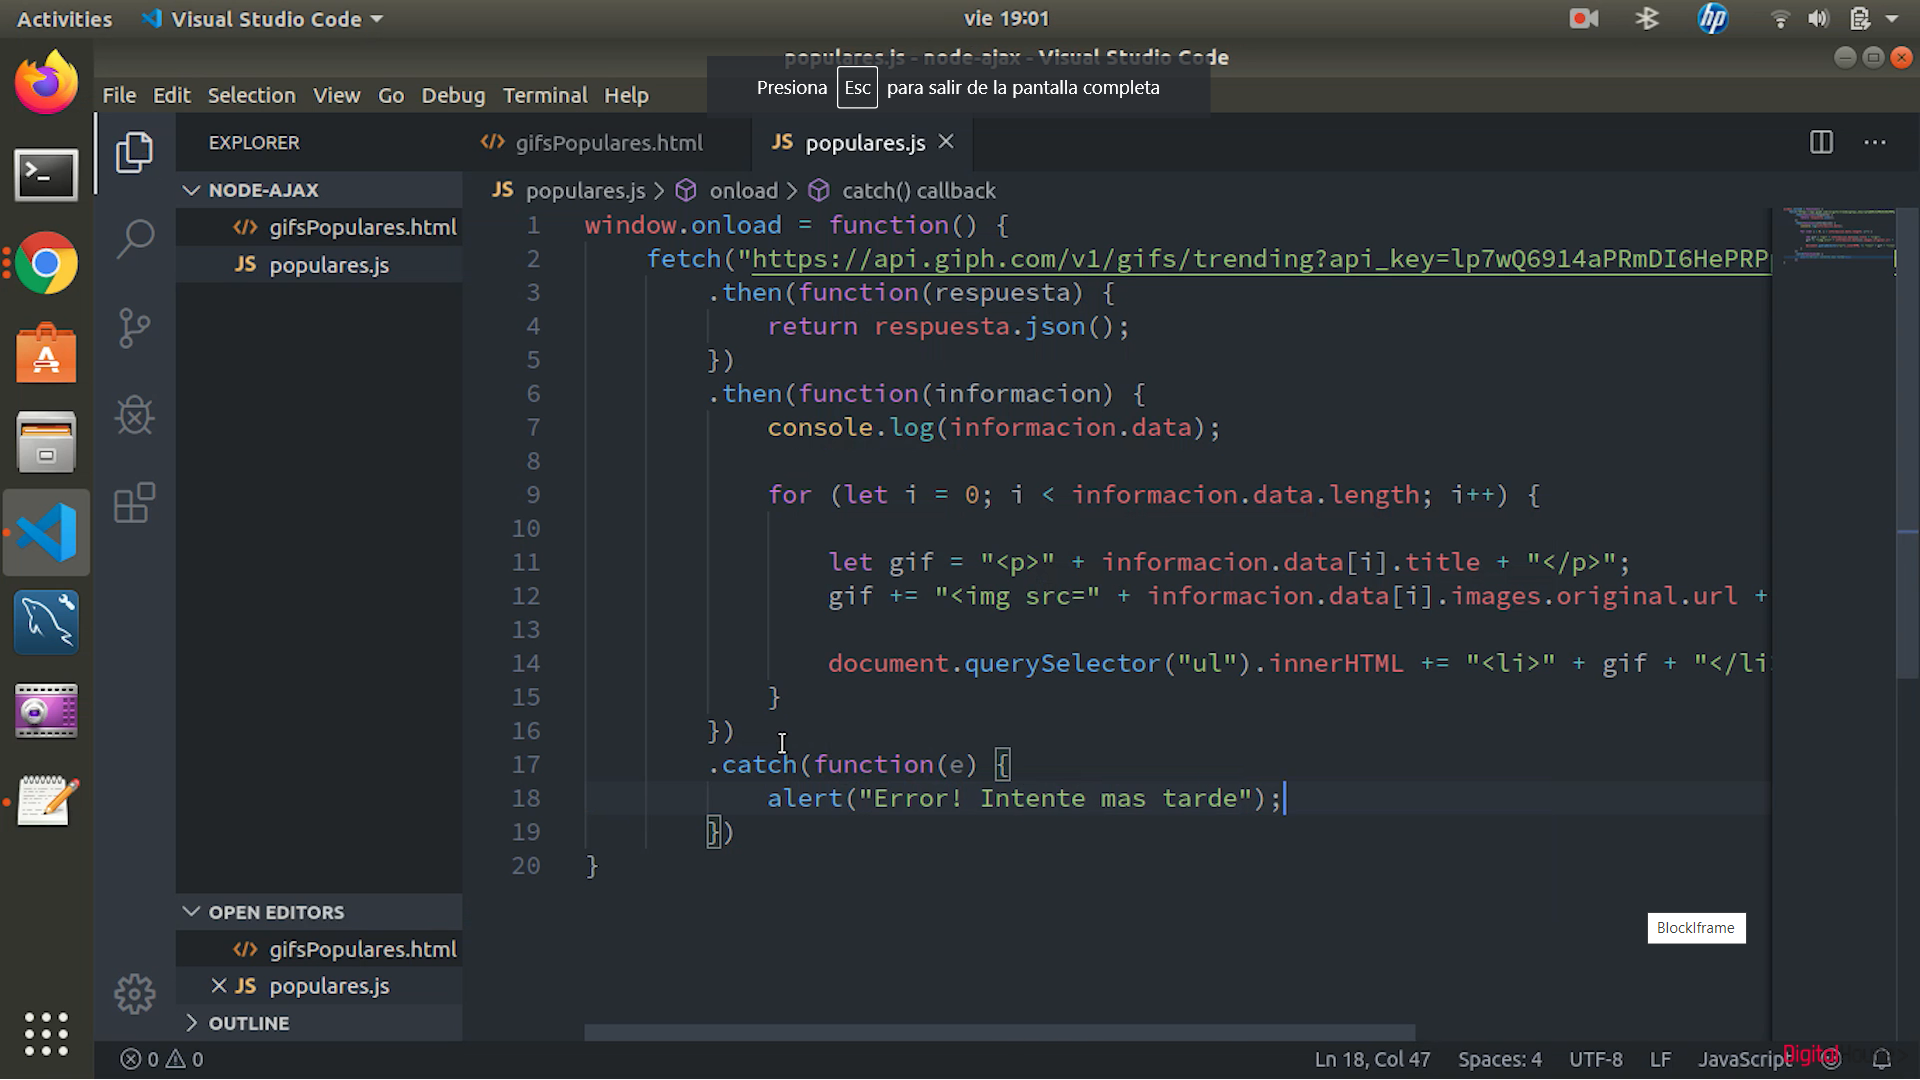 Activities
Visual Studio Code
vie 19:01
hp
populares.js - node-ajax - Visual Studio Code
Presiona Esc para salir de la pantalla completa
File Edit Selection View Go Debug Terminal Help
EXPLORER
gifsPopulares.html
JS populares.js
NODE-AJAX
gifsPopulares.html
JS populares.js
JS populares.js > onload > catch() callback
1 window.onload = function() {
2 fetch("https://api.giph.com/v1/gifs/trending?api_key=lp7wQ6914aPRmDI6HePRP
3 .then(function(respuesta) {
4 return respuesta.json();
5 })
6 .then(function(informacion) {
7 console.log(informacion.data);
8
9 for (let i = 0; i < informacion.data.length; i++) {
10
11 let gif = "<p>" + informacion.data[i].title + "</p>";
12 gif += "<img src=" + informacion.data[i].images.original.url +
13
14 document.querySelector("ul").innerHTML += "<li>" + gif + "</li
15 }
16 })
17 .catch(function(e) {
18 alert("Error! Intente mas tarde");
19 })
20 }
BlockIframe
OPEN EDITORS
gifsPopulares.html
JS populares.js
OUTLINE
0 0
Ln 18, Col 47 Spaces: 4 UTF-8 LF JavaScript
Digital